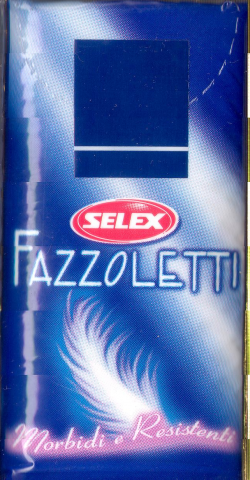 SELEX
FAZZOLETTI
Morbidi e Resistenti